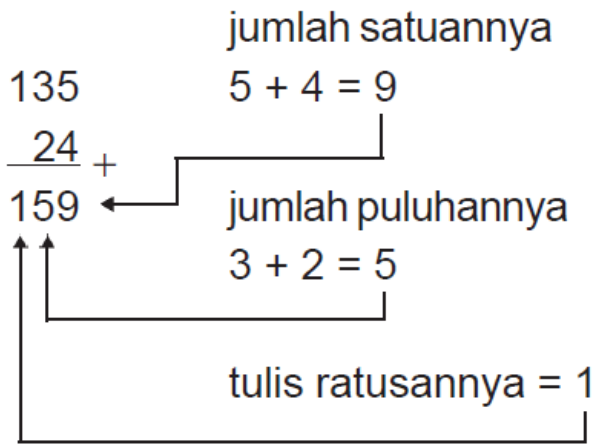 jumlah satuannya
135
5 + 4 = 9
24 +
159
jumlah puluhannya
3 + 2 = 5
tulis ratusannya = 1